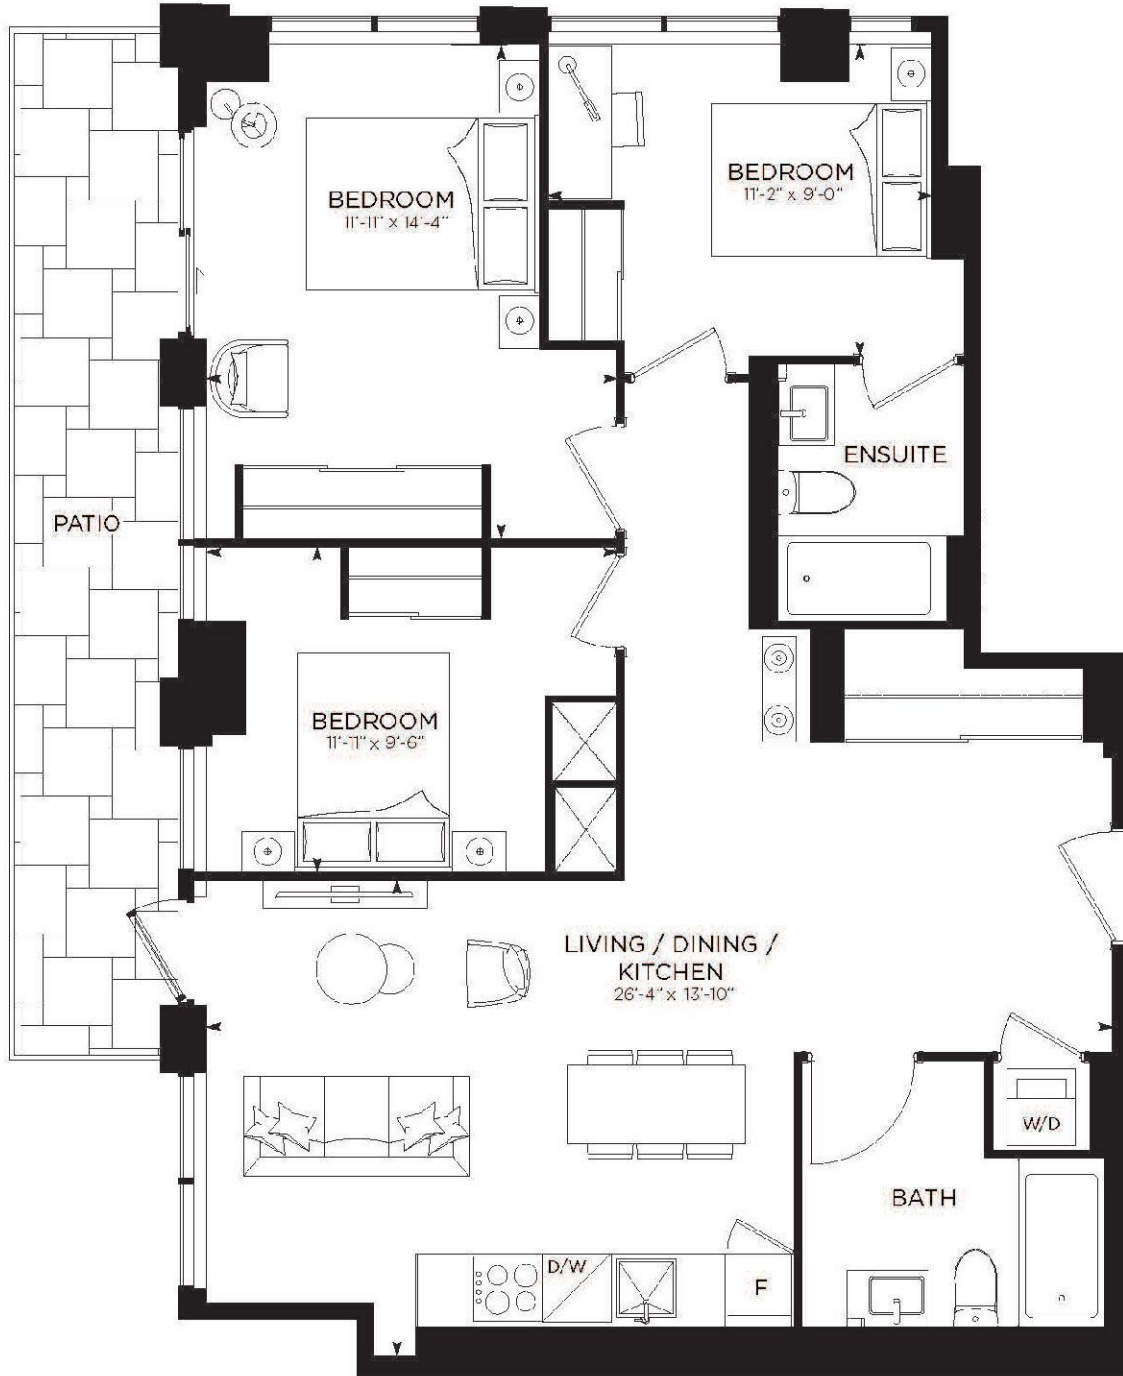 BEDROOM
11'-11" x 14'-4"
BEDROOM
11'-2" x 9'-0"
ENSUITE
PATIO
BEDROOM
11'-11" x 9'-6"
LIVING / DINING /
KITCHEN
26'-4" x 13'-10"
W/D
BATH
D/W
F